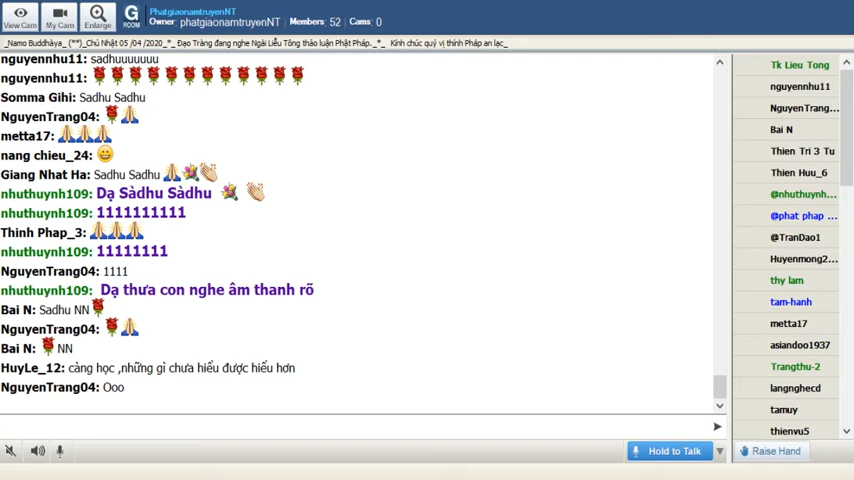 View Cam
My Cam
Enlarge
G
ROOM
PhatgiaonamtruyenNT
Owner: phatgiaonamtruyenNT | Members: 52 Cams: 0
_Namo Buddhàya_ (**)_Chủ Nhật 05 /04 /2020_*_ Đạo Tràng đang nghe Ngài Liễu Tông thảo luận Phật Pháp._*_ Kính chúc quý vị thính Pháp an lạc_
nguyennhu11: sadhuuuuuuu
nguyennhu11:
Somma Gihi: Sadhu Sadhu
NguyenTrang04:
metta17:
nang chieu_24:
Giang Nhat Ha: Sadhu Sadhu
nhuthuynh109: Dạ Sàdhu Sàdhu
nhuthuynh109: 1111111111
Thinh Phap_3:
nhuthuynh109: 11111111
NguyenTrang04: 1111
nhuthuynh109: Dạ thưa con nghe âm thanh rõ
Bai N: Sadhu NN
NguyenTrang04:
Bai N: NN
HuyLe_12: càng học ,những gì chưa hiểu được hiểu hơn
NguyenTrang04: Ooo
Tk Lieu Tong
nguyennhu11
NguyenTrang...
Bai N
Thien Tri 3 Tu
Thien Huu_6
@nhuthuynh...
@phat phap ...
@TranDao1
Huyenmong2...
thy lam
tam-hanh
metta17
asiandoo1937
Trangthu-2
langnghecd
tamuy
thienvu5
Hold to Talk
Raise Hand